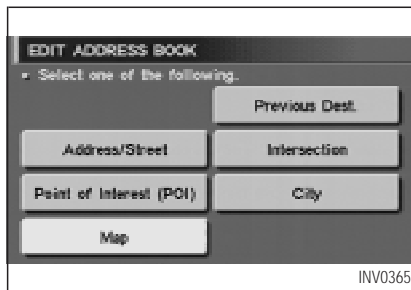 EDIT ADDRESS BOOK
Select one of the following.
Previous Dest.
Address/Street
Intersection
Point of Interest (POI)
City
Map
INV0365